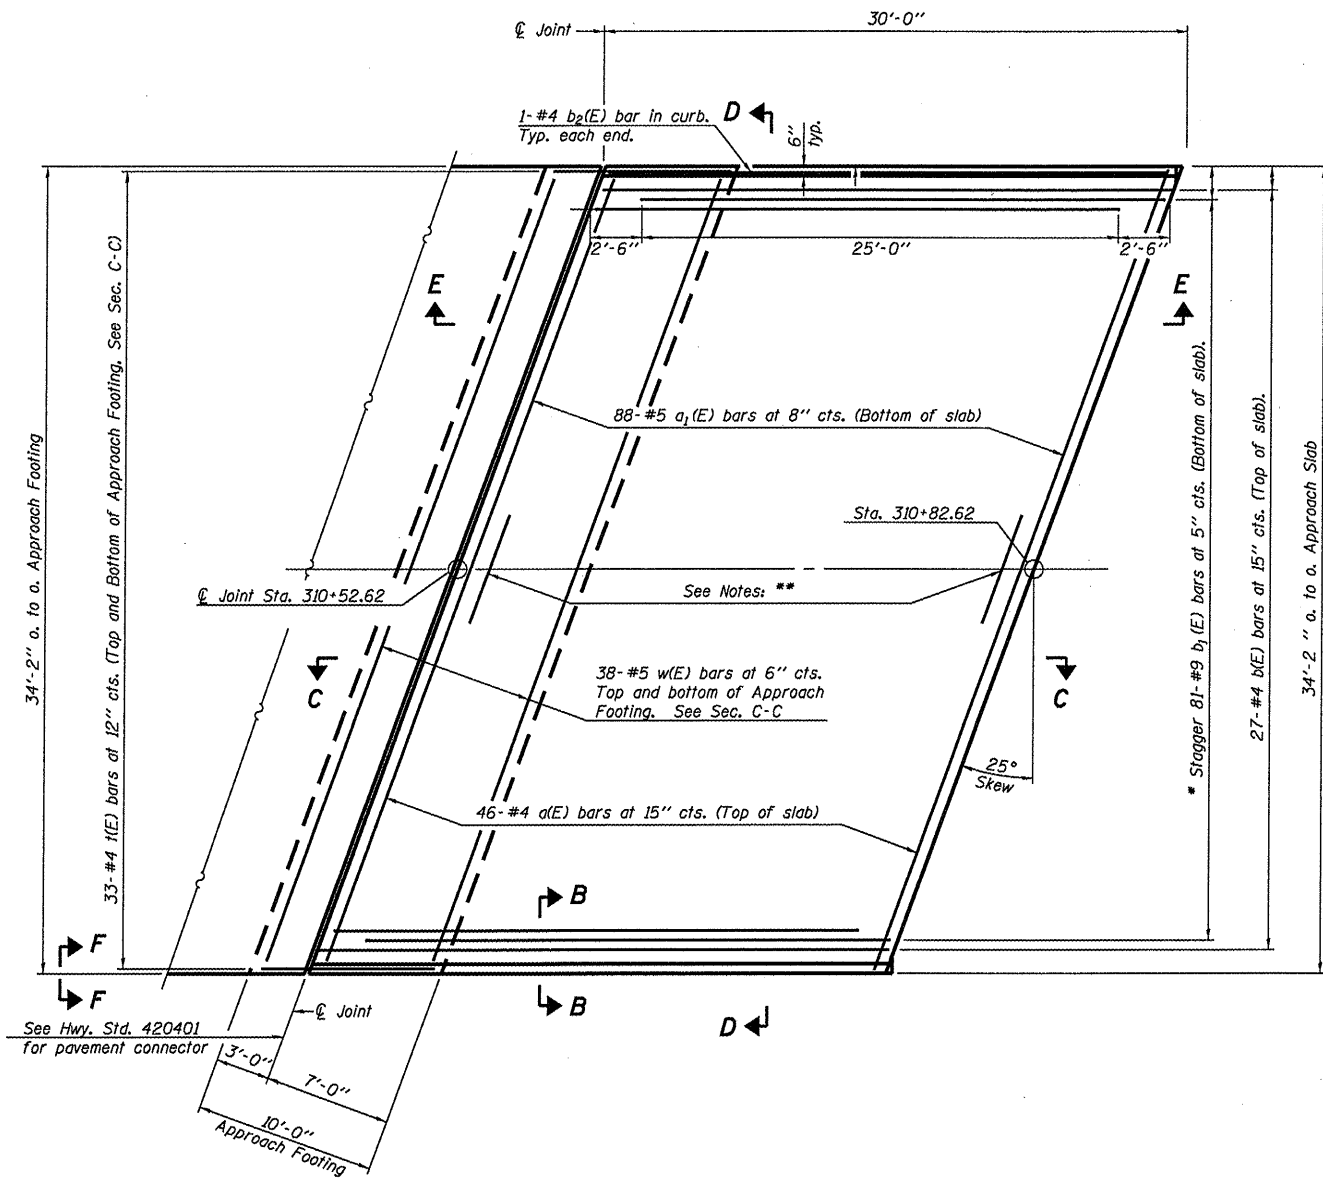 30'-0"
℄ Joint
1-#4 b₂(E) bar in curb.
Typ. each end.
D
6"
typ.
2'-6"
25'-0"
2'-6"
E
E
88-#5 a₁(E) bars at 8" cts. (Bottom of slab)
Sta. 310+82.62
℄ Joint Sta. 310+52.62
See Notes: **
38-#5 w(E) bars at 6" cts.
Top and bottom of Approach
Footing. See Sec. C-C
C
C
25°
Skew
46-#4 a(E) bars at 15" cts. (Top of slab)
B
B
D
F
F
℄ Joint
See Hwy. Std. 420401
for pavement connector
3'-0"
7'-0"
10'-0"
Approach Footing
34'-2" o. to o. Approach Footing
33-#4 t(E) bars at 12" cts. (Top and Bottom of Approach Footing. See Sec. C-C)
* Stagger 81-#9 b₁(E) bars at 5" cts. (Bottom of slab).
27-#4 b(E) bars at 15" cts. (Top of slab).
34'-2" o. to o. Approach Slab